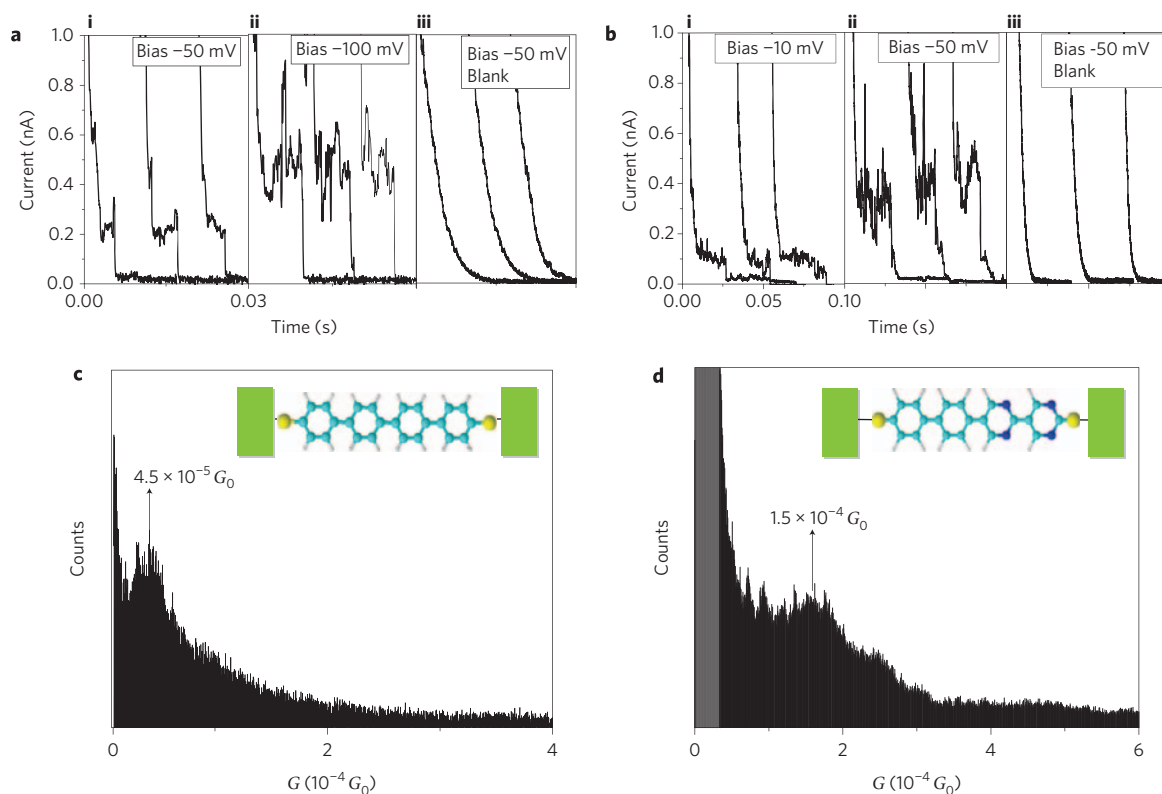 a
i
ii
iii
Bias −50 mV
Bias −100 mV
Bias −50 mV
Blank
Current (nA)
1.0
0.8
0.6
0.4
0.2
0.0
0.00
0.03
Time (s)
b
i
ii
iii
Bias −10 mV
Bias −50 mV
Bias -50 mV
Blank
Current (nA)
1.0
0.8
0.6
0.4
0.2
0.0
0.00
0.05
0.10
Time (s)
c
4.5 × 10⁻⁵ G₀
Counts
0
2
4
G (10⁻⁴ G₀)
d
1.5 × 10⁻⁴ G₀
Counts
0
2
4
6
G (10⁻⁴ G₀)